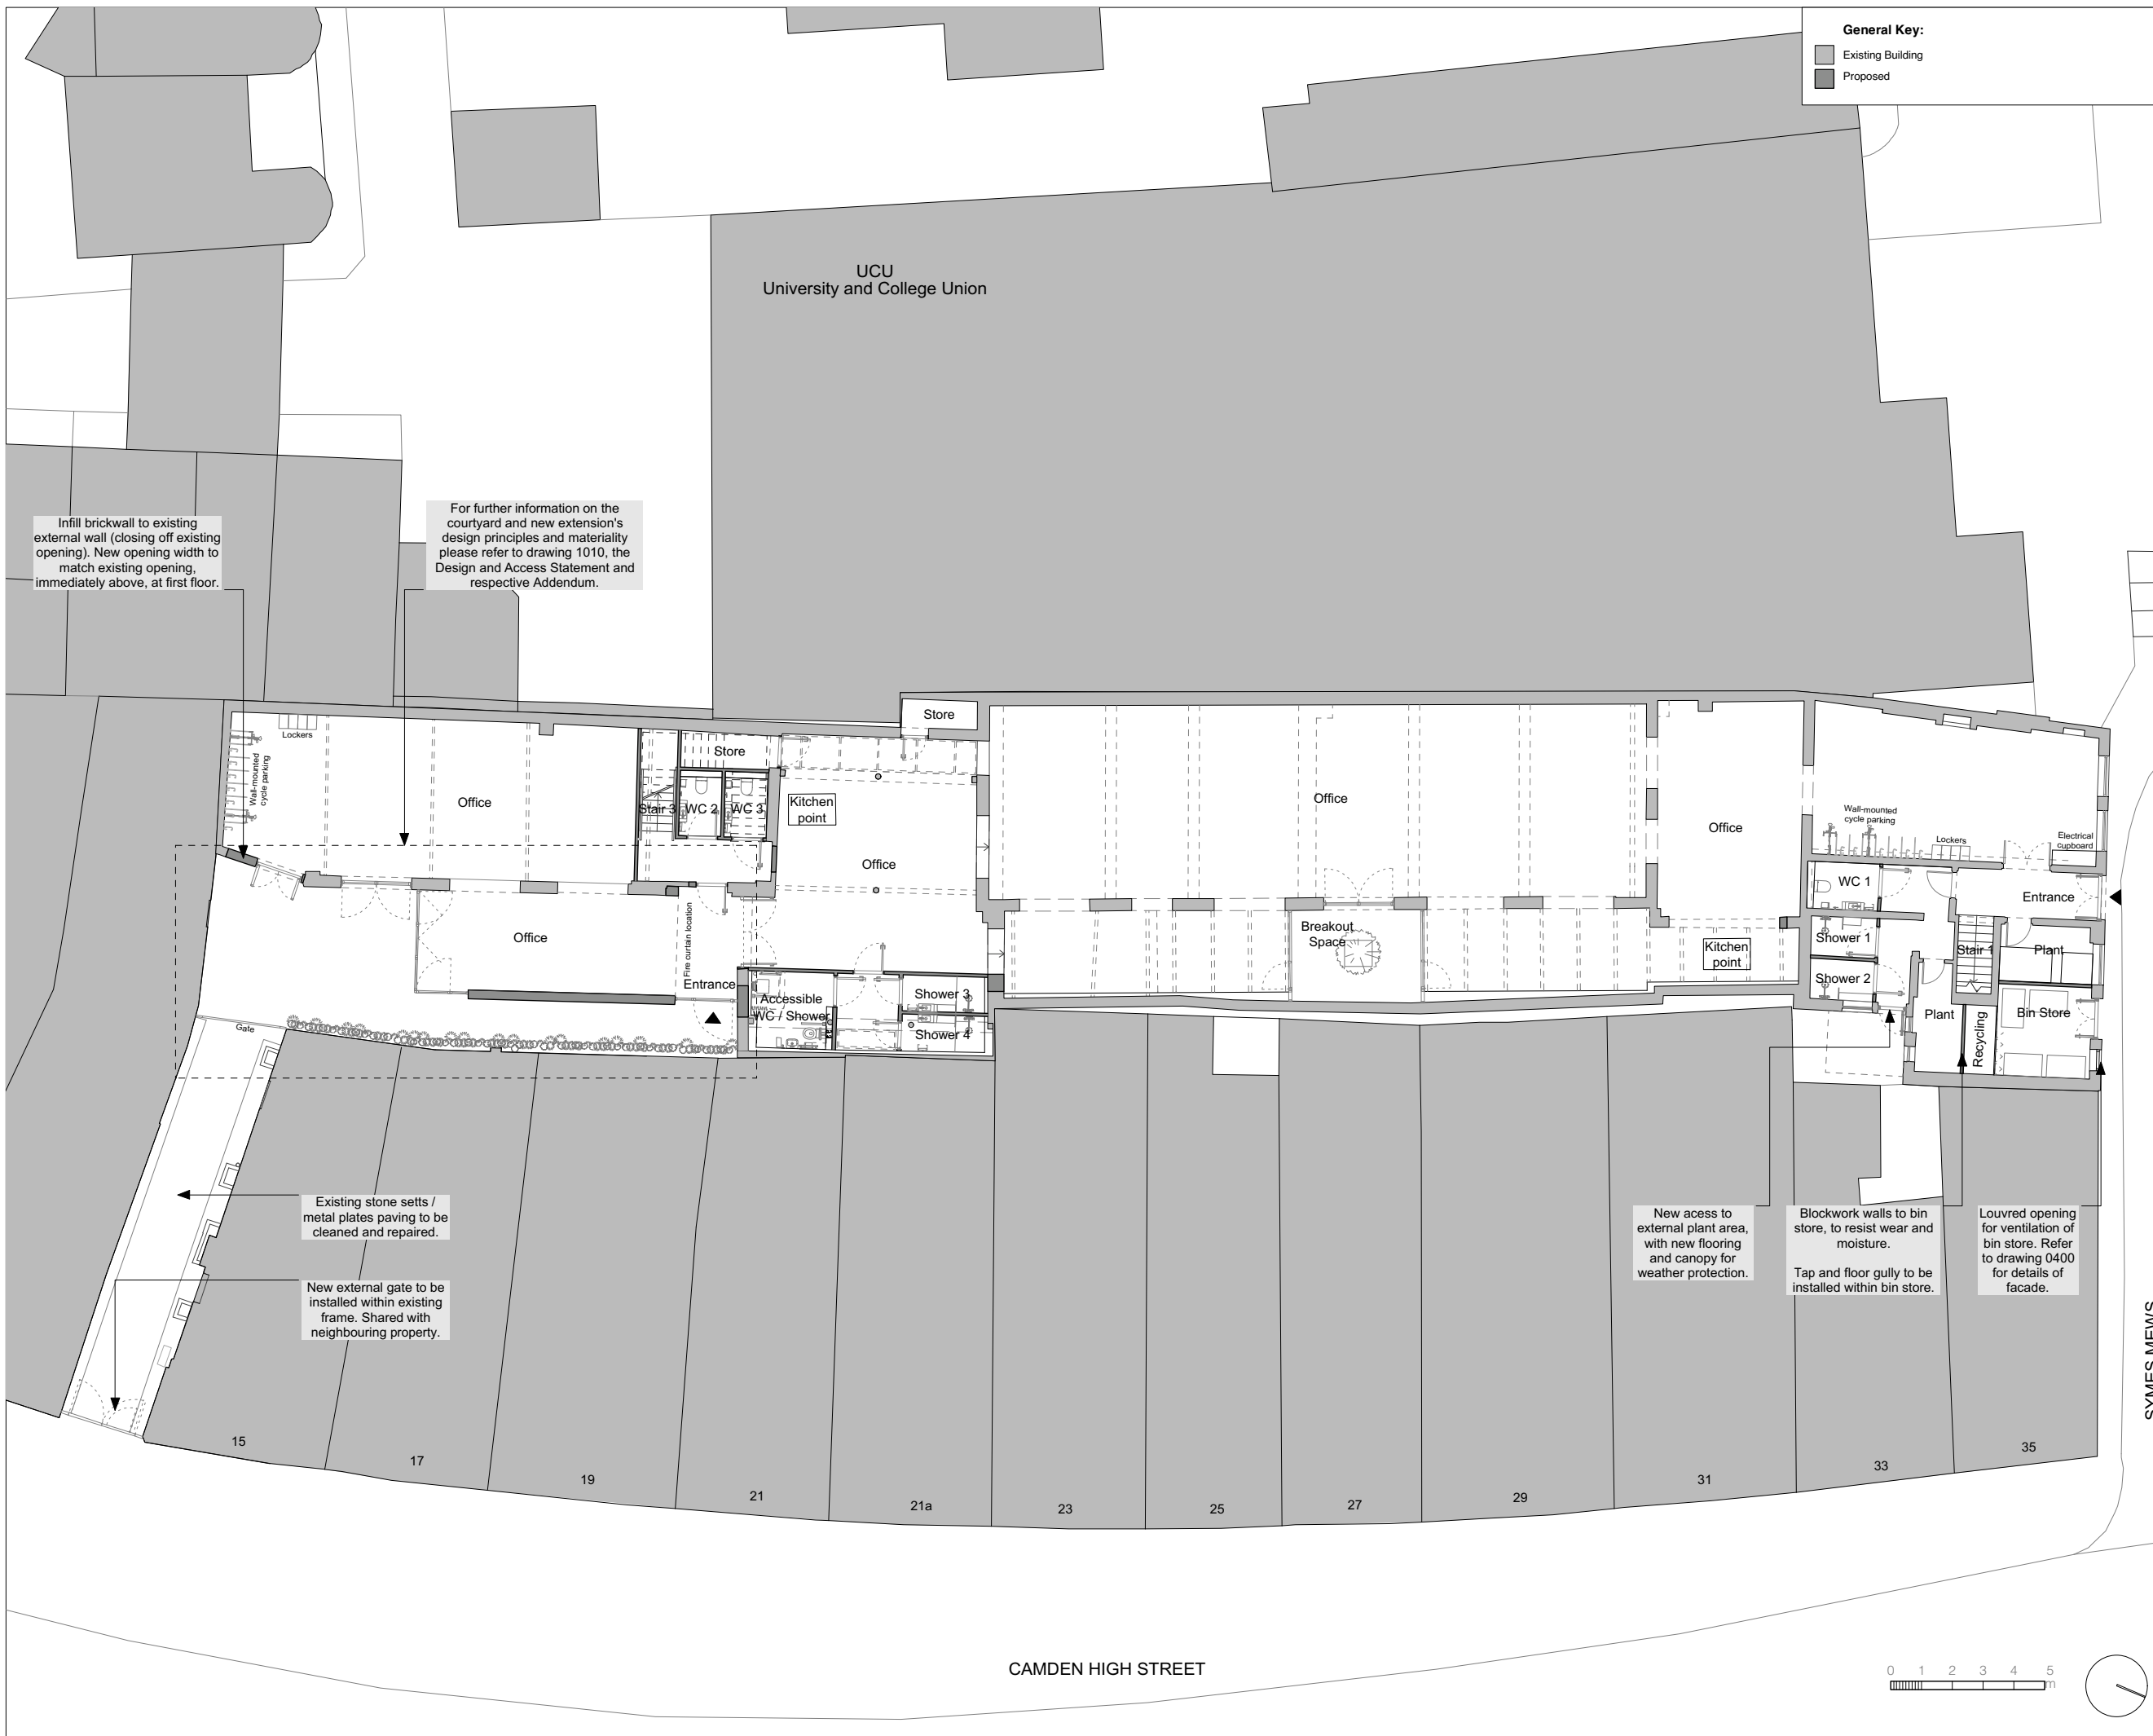 General Key:
Existing Building
Proposed
UCU
University and College Union
Infill brickwall to existing
external wall (closing off existing
opening). New opening width to
match existing opening,
immediately above, at first floor.
For further information on the
courtyard and new extension's
design principles and materiality
please refer to drawing 1010, the
Design and Access Statement and
respective Addendum.
Lockers
Wall-mounted
cycle parking
Office
Stair 3
Store
WC 2
WC 3
Store
Kitchen
point
Office
Office
Fire curtain location
Entrance
Accessible
WC / Shower
Shower 3
Shower 4
Gate
Office
Breakout
Space
Office
Kitchen
point
Wall-mounted
cycle parking
Lockers
Electrical
cupboard
WC 1
Entrance
Shower 1
Stair 1
Plant
Shower 2
Plant
Recycling
Bin Store
Existing stone setts /
metal plates paving to be
cleaned and repaired.
New external gate to be
installed within existing
frame. Shared with
neighbouring property.
New acess to
external plant area,
with new flooring
and canopy for
weather protection.
Blockwork walls to bin
store, to resist wear and
moisture.
Tap and floor gully to be
installed within bin store.
Louvred opening
for ventilation of
bin store. Refer
to drawing 0400
for details of
facade.
SYMES MEWS
15
17
19
21
21a
23
25
27
29
31
33
35
CAMDEN HIGH STREET
0 1 2 3 4 5
m